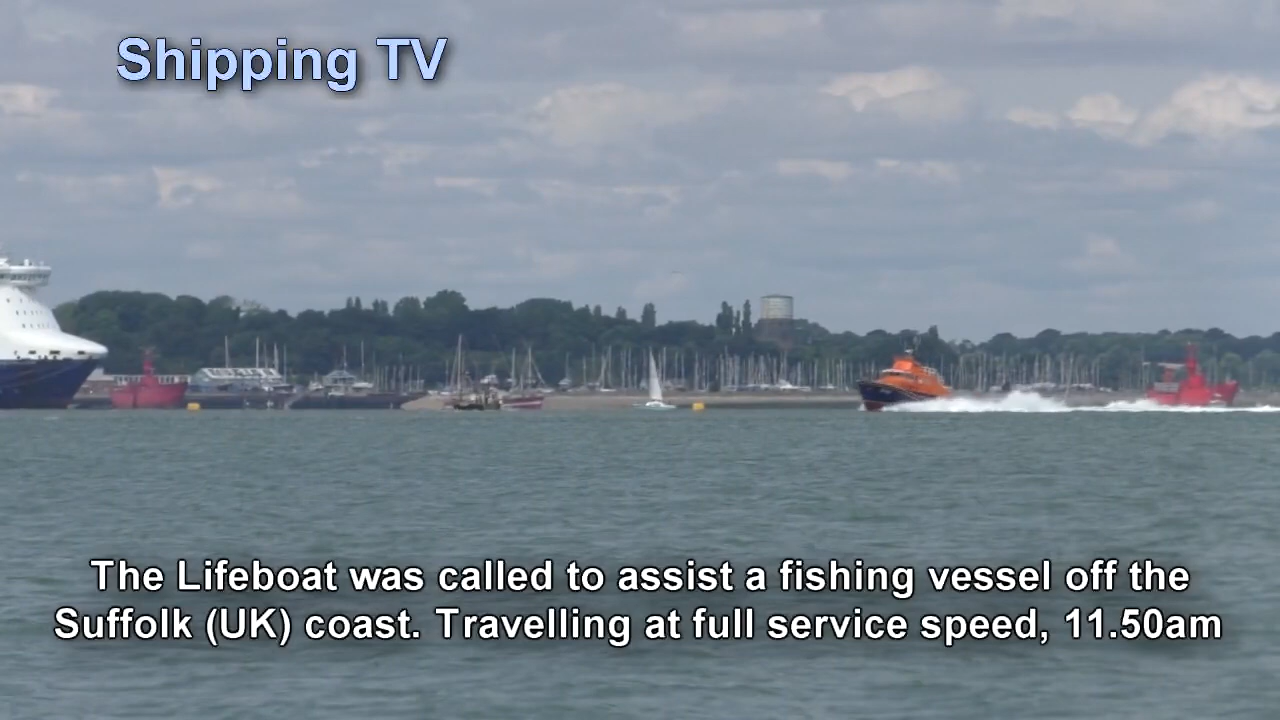 Shipping TV
The Lifeboat was called to assist a fishing vessel off the
Suffolk (UK) coast. Travelling at full service speed, 11.50am